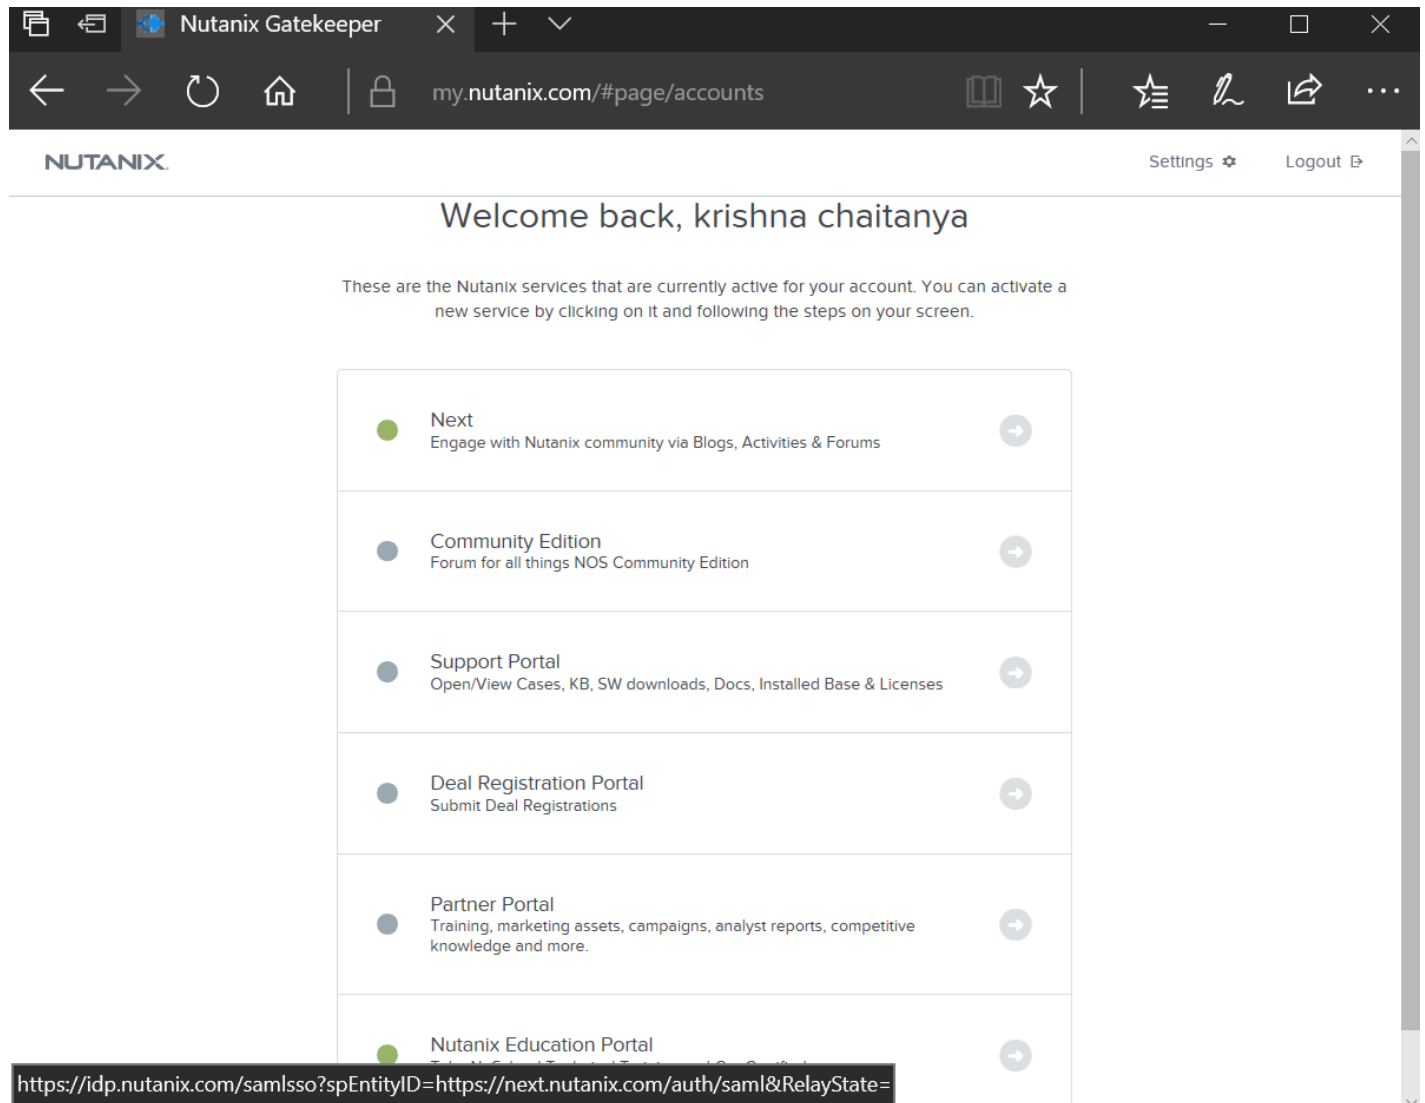 Nutanix Gatekeeper
my.nutanix.com/#page/accounts
NUTANIX
Settings
Logout
Welcome back, krishna chaitanya
These are the Nutanix services that are currently active for your account. You can activate a
new service by clicking on it and following the steps on your screen.
Next
Engage with Nutanix community via Blogs, Activities & Forums
Community Edition
Forum for all things NOS Community Edition
Support Portal
Open/View Cases, KB, SW downloads, Docs, Installed Base & Licenses
Deal Registration Portal
Submit Deal Registrations
Partner Portal
Training, marketing assets, campaigns, analyst reports, competitive
knowledge and more.
Nutanix Education Portal
https://idp.nutanix.com/samlsso?spEntityID=https://next.nutanix.com/auth/saml&RelayState=